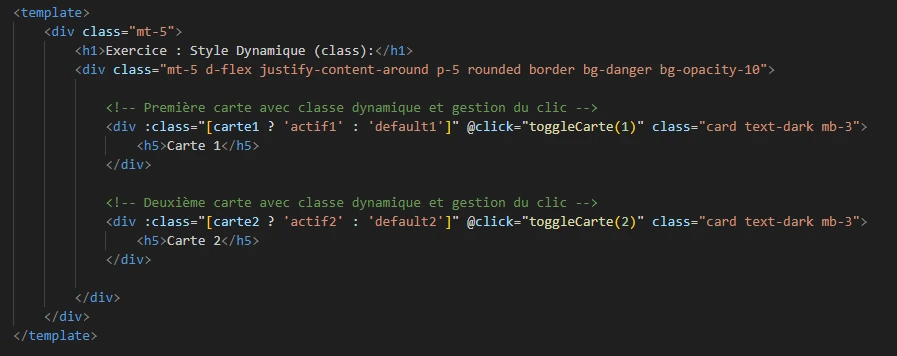 <template>
<div class="mt-5">
<h1>Exercice : Style Dynamique (class):</h1>
<div class="mt-5 d-flex justify-content-around p-5 rounded border bg-danger bg-opacity-10">
<!-- Première carte avec classe dynamique et gestion du clic -->
<div :class="[carte1 ? 'actif1' : 'default1']" @click="toggleCarte(1)" class="card text-dark mb-3">
<h5>Carte 1</h5>
</div>
<!-- Deuxième carte avec classe dynamique et gestion du clic -->
<div :class="[carte2 ? 'actif2' : 'default2']" @click="toggleCarte(2)" class="card text-dark mb-3">
<h5>Carte 2</h5>
</div>
</div>
</div>
</template>